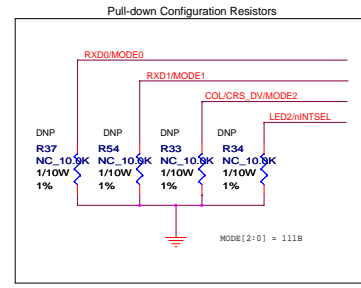 Pull-down Configuration Resistors
RXD0/MODE0
RXD1/MODE1
COL/CRS_DV/MODE2
LED2/nINTSEL
DNP DNP DNP DNP
R37 R54 R33 R34
NC_10.0K NC_10.0K NC_10.0K NC_10.0K
1/10W 1/10W 1/10W 1/10W
1% 1% 1% 1%
MODE[2:0] = 111B